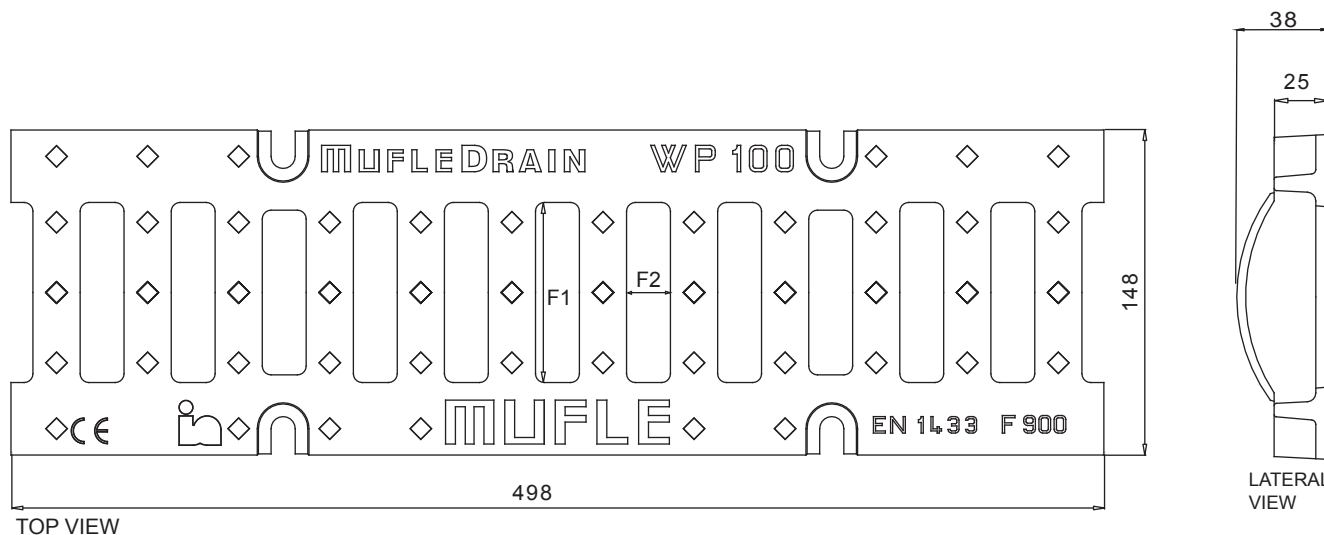 38
25
MUFLEDRAIN WP 100
F1
F2
148
CE
MUFLE
EN 1433 F 900
498
TOP VIEW
LATERAL
VIEW